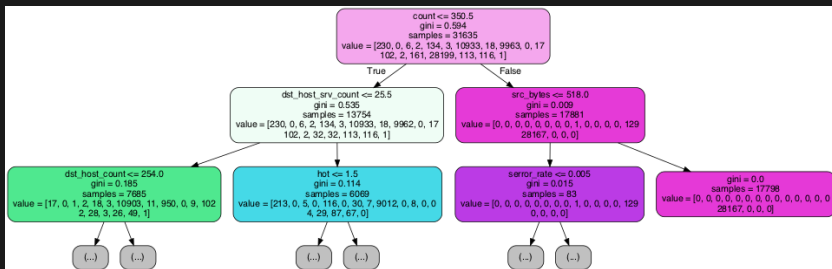 count <= 350.5
gini = 0.594
samples = 31635
value = [230, 0, 6, 2, 134, 3, 10933, 18, 9963, 0, 17
102, 2, 161, 28199, 113, 116, 1]
True
False
dst_host_srv_count <= 25.5
gini = 0.535
samples = 13754
value = [230, 0, 6, 2, 134, 3, 10933, 18, 9962, 0, 17
102, 2, 32, 32, 113, 116, 1]
src_bytes <= 518.0
gini = 0.009
samples = 17881
value = [0, 0, 0, 0, 0, 0, 0, 0, 1, 0, 0, 0, 0, 129
28167, 0, 0, 0]
dst_host_count <= 254.0
gini = 0.185
samples = 7685
value = [17, 0, 1, 2, 18, 3, 10903, 11, 950, 0, 9, 102
2, 28, 3, 26, 49, 1]
hot <= 1.5
gini = 0.114
samples = 6069
value = [213, 0, 5, 0, 116, 0, 30, 7, 9012, 0, 8, 0, 0
4, 29, 87, 67, 0]
serror_rate <= 0.005
gini = 0.015
samples = 83
value = [0, 0, 0, 0, 0, 0, 0, 0, 1, 0, 0, 0, 0, 129
0, 0, 0, 0]
gini = 0.0
samples = 17798
value = [0, 0, 0, 0, 0, 0, 0, 0, 0, 0, 0, 0, 0, 0
28167, 0, 0, 0]
(...)
(...)
(...)
(...)
(...)
(...)